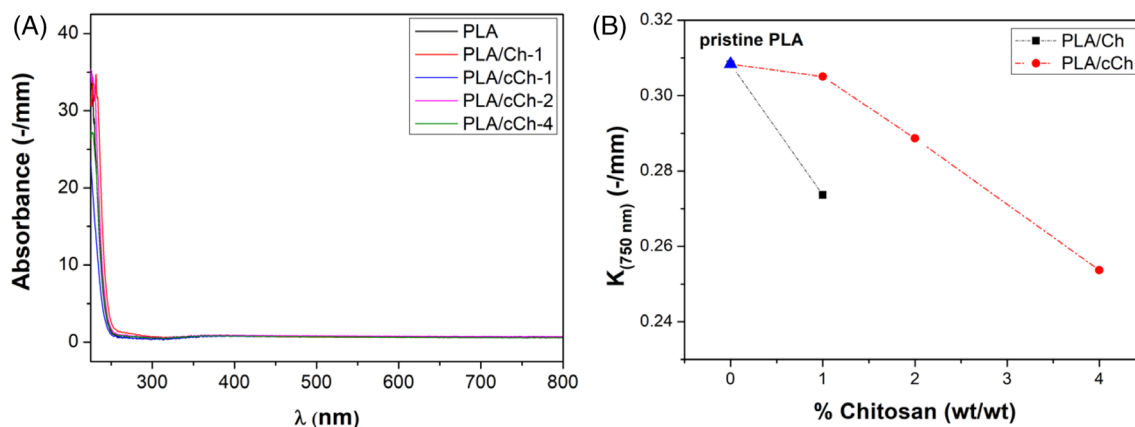 (A)
Absorbance (-/mm)
40
30
20
10
0
300
400
500
600
700
800
λ (nm)
PLA
PLA/Ch-1
PLA/cCh-1
PLA/cCh-2
PLA/cCh-4
(B)
K(750 nm) (-/mm)
0.32
0.30
0.28
0.26
0.24
0
1
2
3
4
% Chitosan (wt/wt)
pristine PLA
PLA/Ch
PLA/cCh